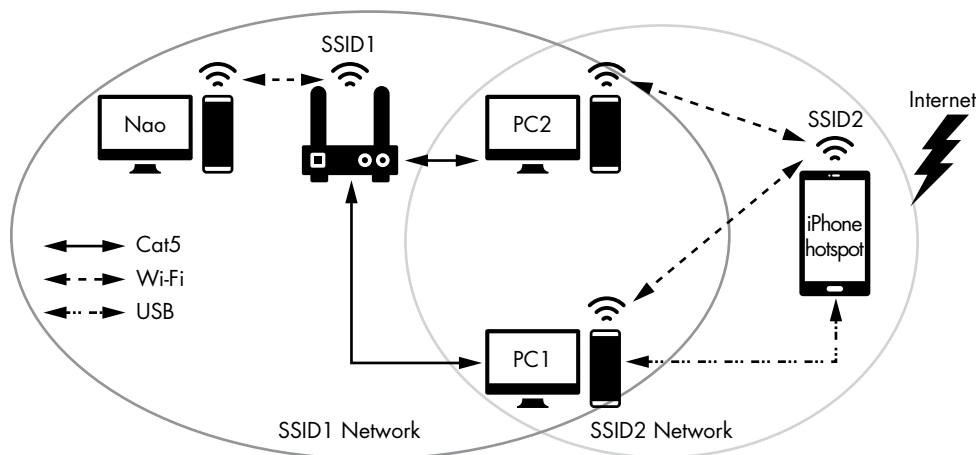 SSID1
Nao
PC2
SSID2
Internet
iPhone
hotspot
Cat5
Wi-Fi
USB
PC1
SSID1 Network
SSID2 Network